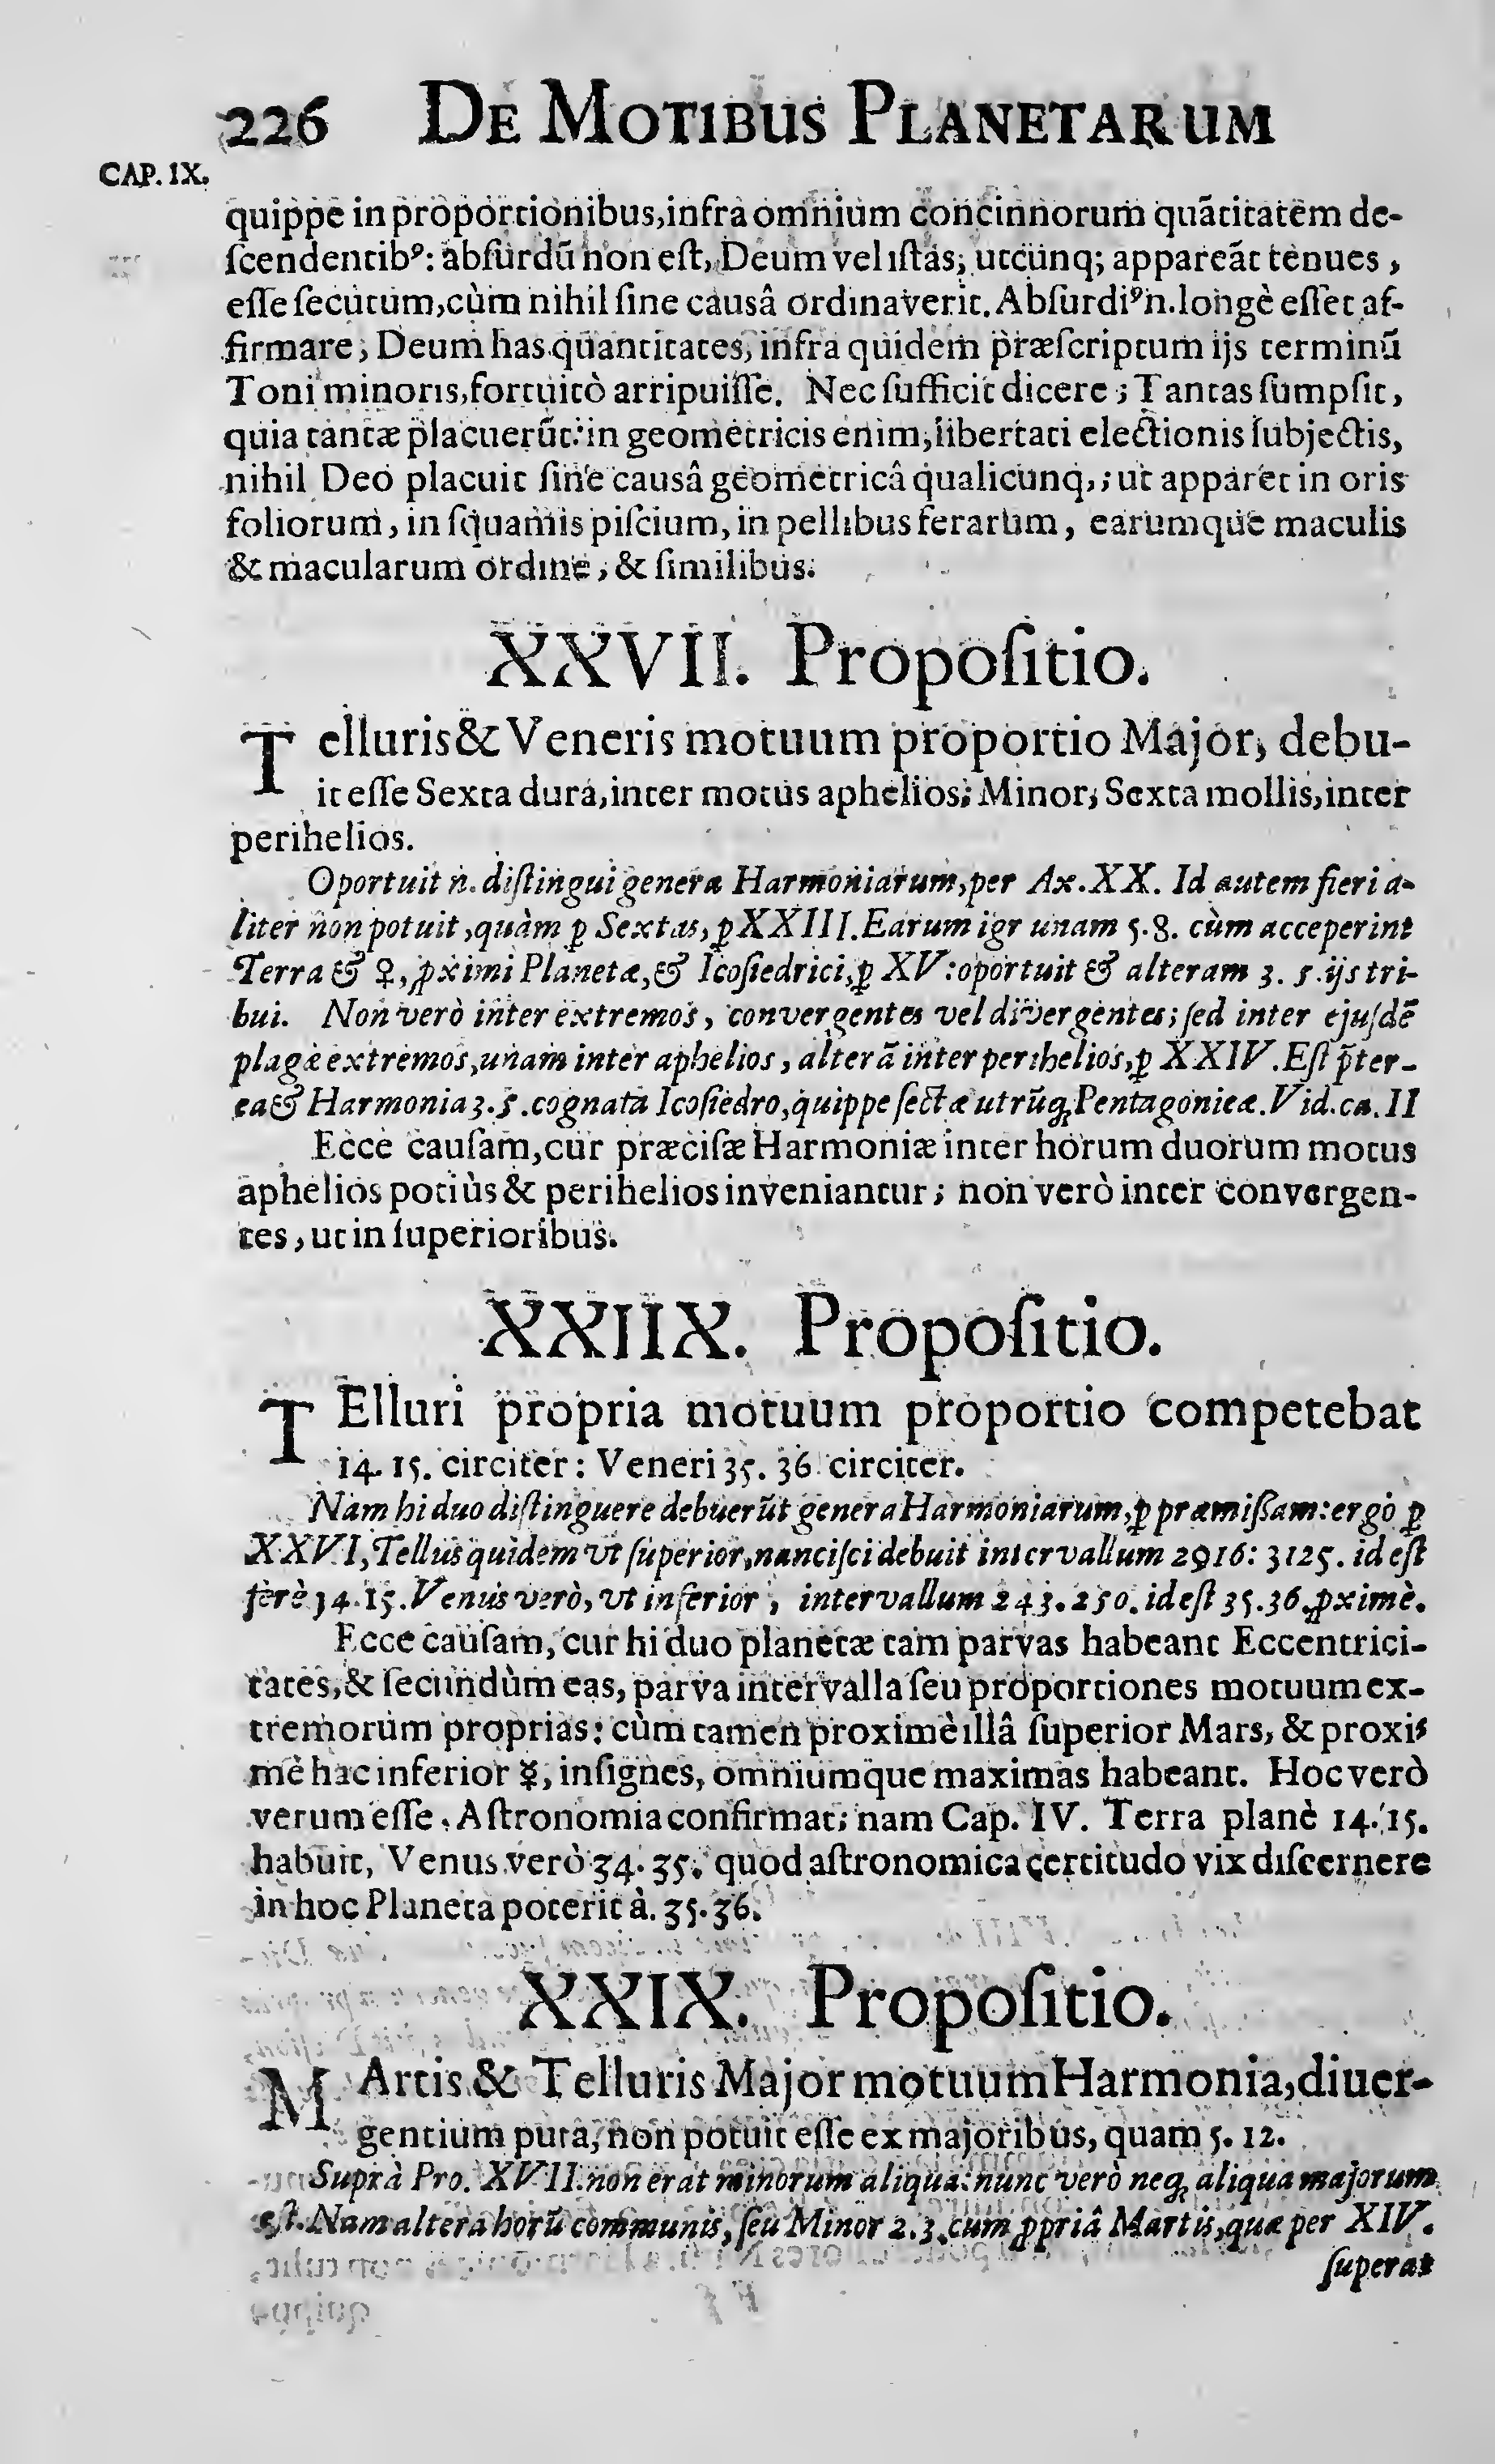 226 DE MOTIBUS PLANETARUM
CAP. IX.
quippe in proportionibus, infra omnium concinnorum quãtitatem de-
ſcendentibꝰ: abſurdũ non eſt, Deum vel iſtas, utcunq; appareãt tenues,
eſſe ſecutum, cùm nihil ſine causâ ordinaverit. Abſurdiꝰ n. longè eſſet af-
firmare, Deum has quantitates, infra quidem præſcriptum ijs terminũ
Toni minoris, fortuitò arripuiſſe. Nec ſufficit dicere; Tantas ſumpſit,
quia tantæ placuerũt: in geometricis enim, libertati electionis ſubjectis,
nihil Deo placuit ſine causâ geometricâ qualicunq; ut apparet in oris
foliorum, in ſquamis piſcium, in pellibus ferarum, earumque maculis
& macularum ordine, & ſimilibus.
XXVII. Propoſitio.
Telluris & Veneris motuum proportio Major, debu-
it eſſe Sexta dura, inter motus aphelios; Minor, Sexta mollis, inter
perihelios.
Oportuit n. diſtingui genera Harmoniarum, per Ax. XX. Id autem fieri a-
liter non potuit, quàm ꝑ Sextas, ꝑ XXIII. Earum igr unam 5. 8. cùm acceperint
Terra & ♀, ꝓximi Planetæ, & Icoſiedrici, ꝑ XV: oportuit & alteram 3. 5. ijs tri-
bui. Non verò inter extremos, convergentes vel divergentes; ſed inter ejuſdẽ
plagæ extremos, unam inter aphelios, alterã inter perihelios, ꝑ XXIV. Eſt p̃ter-
ea & Harmonia 3. 5. cognata Icoſiedro, quippe ſectæ utrũq; Pentagonicæ. Vid. ca. II
Ecce cauſam, cur præciſæ Harmoniæ inter horum duorum motus
aphelios potiùs & perihelios inveniantur; non verò inter convergen-
tes, ut in ſuperioribus.
XXIIX. Propoſitio.
TElluri propria motuum proportio competebat
14. 15. circiter: Veneri 35. 36 circiter.
Nam hi duo diſtinguere debuerũt genera Harmoniarum, ꝑ præmiſſam: ergò ꝑ
XXVI, Tellus quidem vt ſuperior, nanciſci debuit intervallum 2916: 3125. id eſt
ferè 14. 15. Venus verò, vt inferior, intervallum 243. 250. id eſt 35. 36. ꝓximè.
Ecce cauſam, cur hi duo planetæ tam parvas habeant Eccentrici-
tates, & ſecundùm eas, parva intervalla ſeu proportiones motuum ex-
tremorum proprias: cùm tamen proximè illâ ſuperior Mars, & proxi-
mè hac inferior ☿, inſignes, omniumque maximas habeant. Hoc verò
verum eſſe, Aſtronomia confirmat; nam Cap. IV. Terra planè 14. 15.
habuit, Venus verò 34. 35. quod aſtronomica certitudo vix diſcernere
in hoc Planeta poterit à. 35. 36.
XXIX. Propoſitio.
MArtis & Telluris Major motuum Harmonia, diuer-
gentium puta, non potuit eſſe ex majoribus, quam 5. 12.
Suprà Pro. XVII. non erat minorum aliqua: nunc verò neq; aliqua majorum
eſt. Nam altera horũ communis, ſeu Minor 2. 3. cum ꝓpriâ Martis, quæ per XIV.
ſuperat